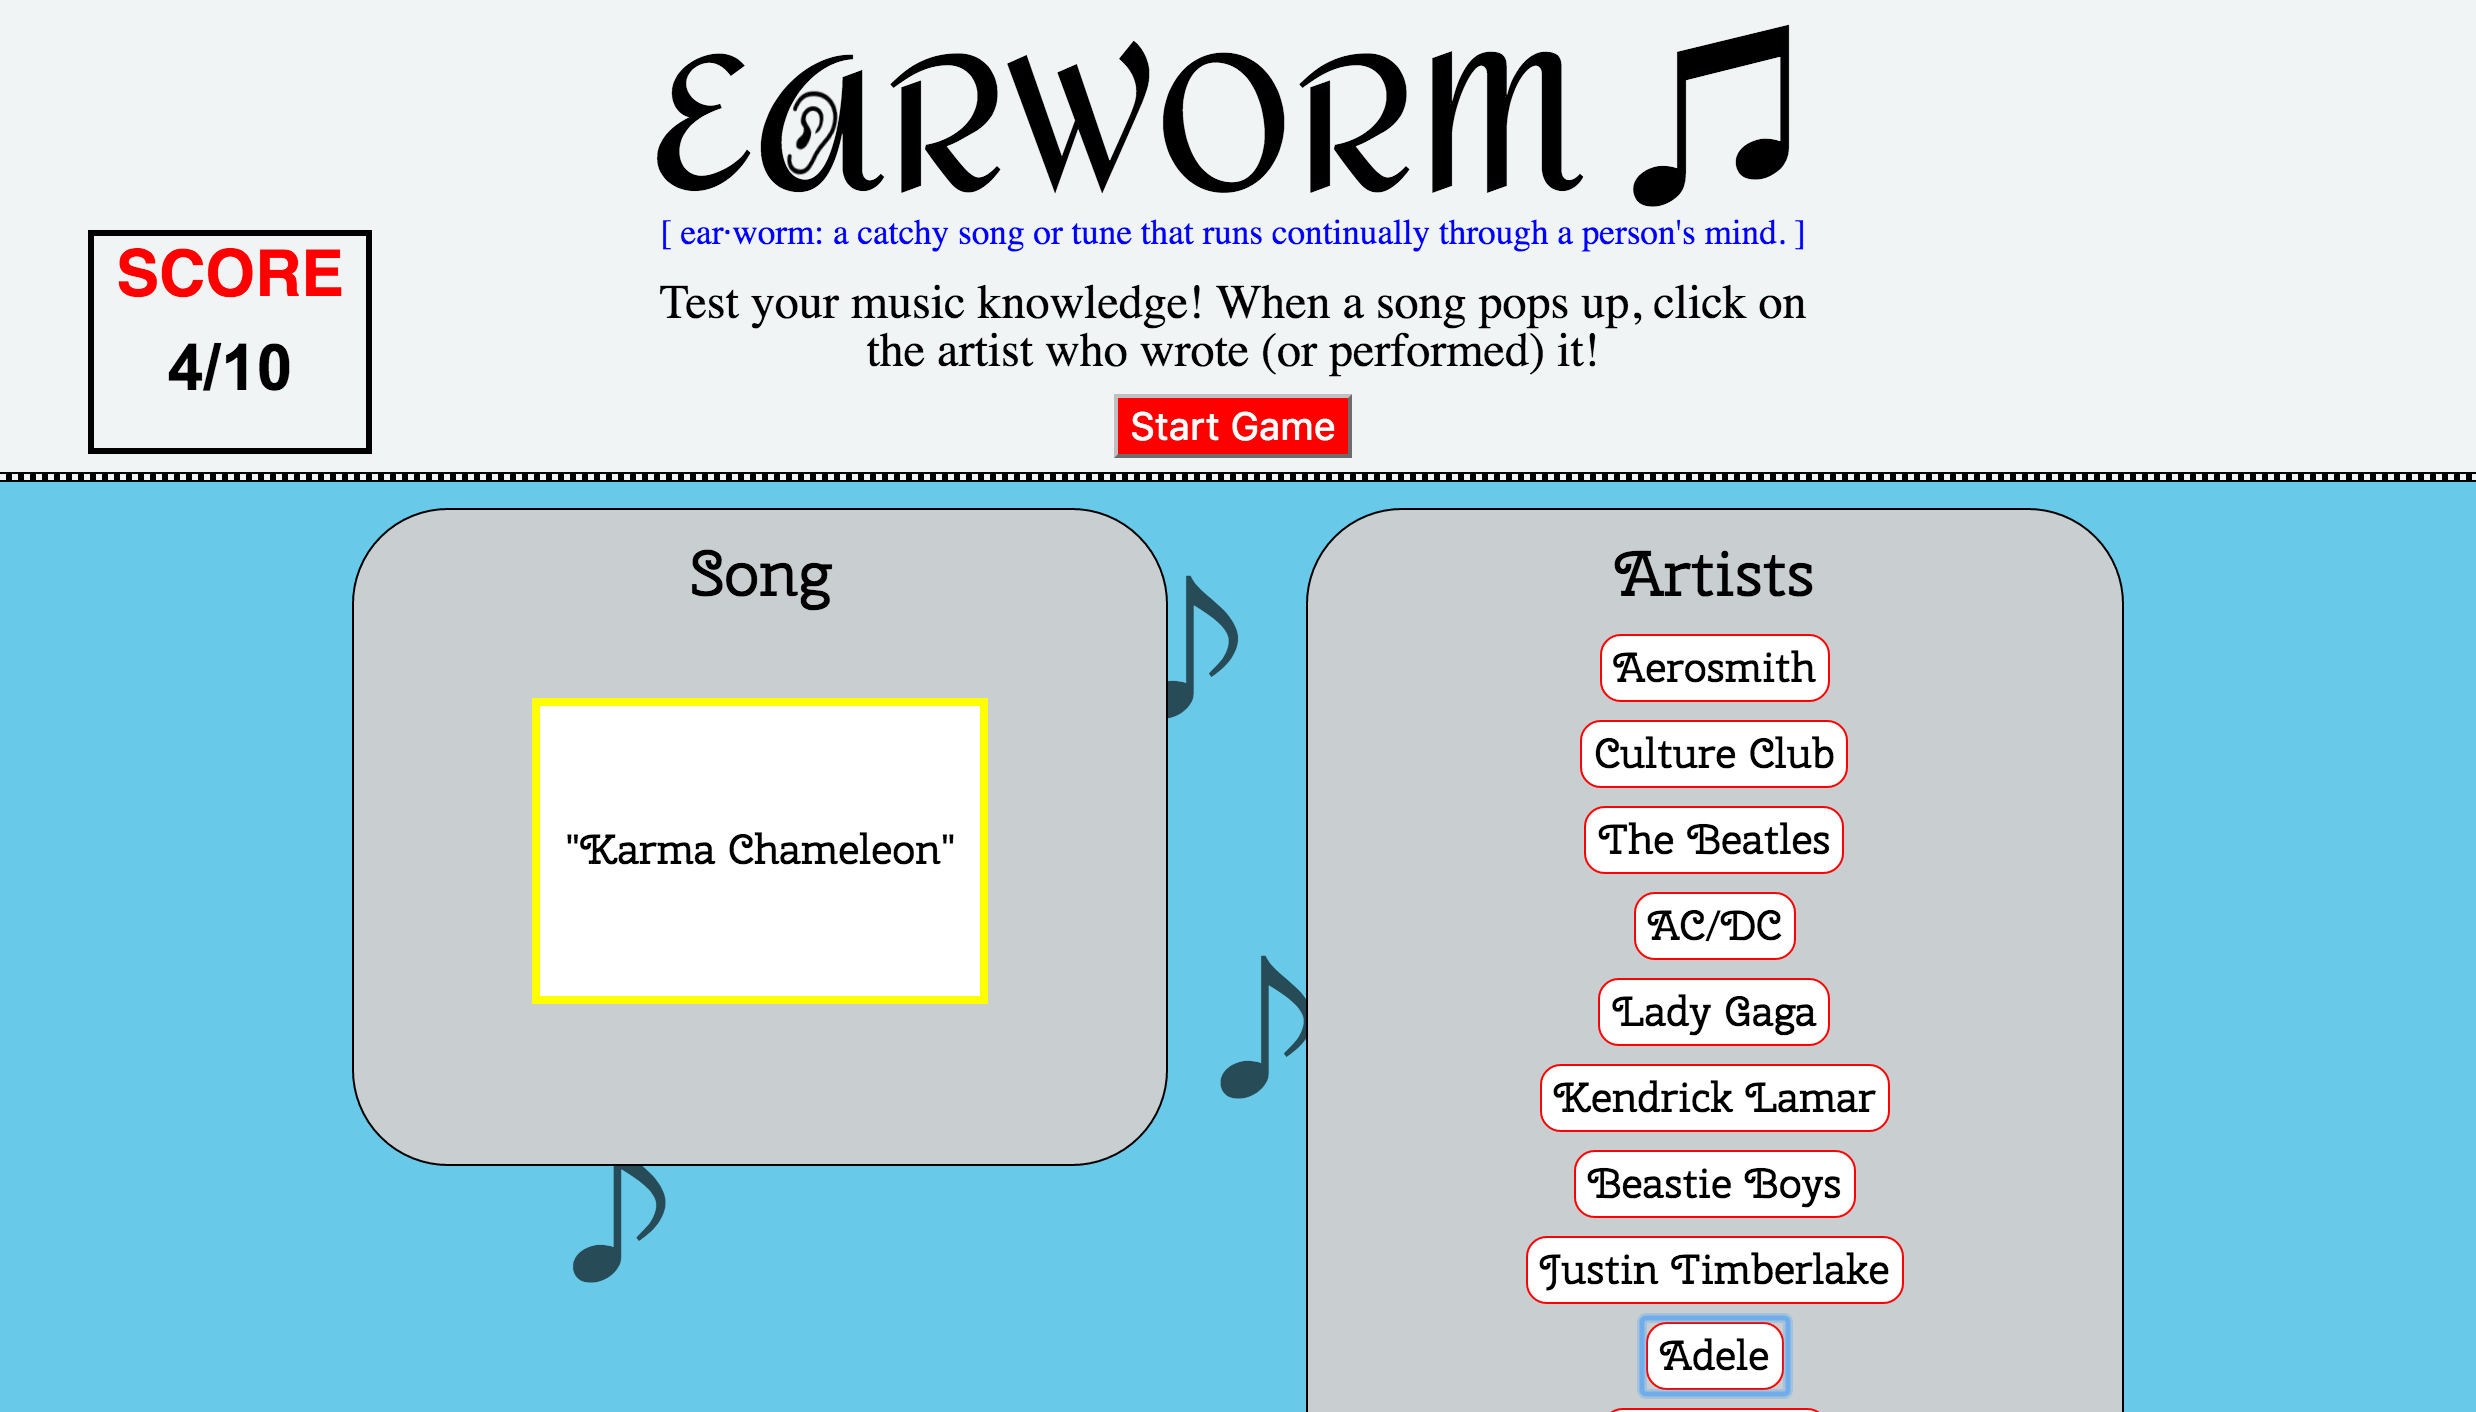 EARWORM
[ ear·worm: a catchy song or tune that runs continually through a person's mind. ]
Test your music knowledge! When a song pops up, click on
the artist who wrote (or performed) it!
Start Game
SCORE
4/10
Song
"Karma Chameleon"
Artists
Aerosmith
Culture Club
The Beatles
AC/DC
Lady Gaga
Kendrick Lamar
Beastie Boys
Justin Timberlake
Adele